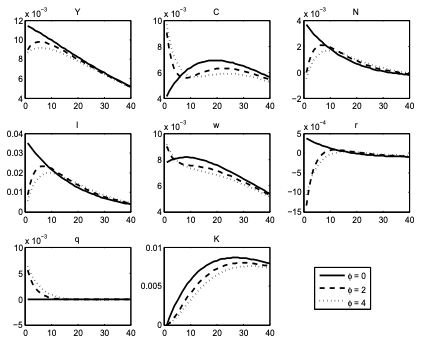 Y
x 10⁻³
12
10
8
6
4
0 10 20 30 40
C
x 10⁻³
10
8
6
4
0 10 20 30 40
N
x 10⁻³
4
2
0
-2
0 10 20 30 40
I
0.04
0.03
0.02
0.01
0
0 10 20 30 40
w
x 10⁻³
10
8
6
4
0 10 20 30 40
r
x 10⁻⁴
5
0
-5
-10
-15
0 10 20 30 40
q
x 10⁻³
10
5
0
-5
0 10 20 30 40
K
0.01
0.005
0
0 10 20 30 40
ϕ = 0
ϕ = 2
ϕ = 4